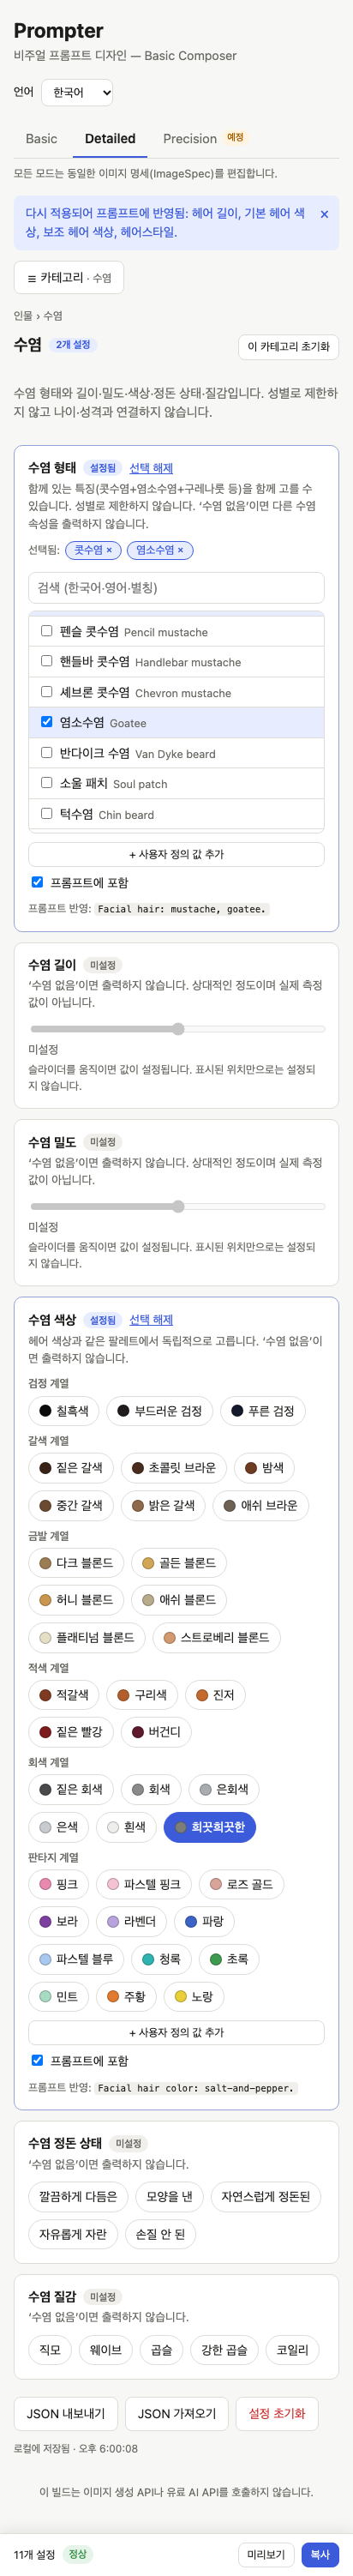 Prompter
비주얼 프롬프트 디자인 — Basic Composer
언어 한국어
Basic Detailed Precision 예정
모든 모드는 동일한 이미지 명세(ImageSpec)를 편집합니다.
다시 적용되어 프롬프트에 반영됨: 헤어 길이, 기본 헤어 색 ×
상, 보조 헤어 색상, 헤어스타일.
≡ 카테고리 · 수염
인물 › 수염
수염 2개 설정 이 카테고리 초기화
수염 형태와 길이·밀도·색상·정돈 상태·질감입니다. 성별로 제한하
지 않고 나이·성격과 연결하지 않습니다.
수염 형태 설정됨 선택 해제
함께 있는 특징(콧수염+염소수염+구레나룻 등)을 함께 고를 수
있습니다. 성별로 제한하지 않습니다. ‘수염 없음’이면 다른 수염
속성을 출력하지 않습니다.
선택됨: 콧수염 × 염소수염 ×
검색 (한국어·영어·별칭)
펜슬 콧수염 Pencil mustache
핸들바 콧수염 Handlebar mustache
셰브론 콧수염 Chevron mustache
염소수염 Goatee
반다이크 수염 Van Dyke beard
소울 패치 Soul patch
턱수염 Chin beard
+ 사용자 정의 값 추가
프롬프트에 포함
프롬프트 반영: Facial hair: mustache, goatee.
수염 길이 미설정
‘수염 없음’이면 출력하지 않습니다. 상대적인 정도이며 실제 측정
값이 아닙니다.
미설정
슬라이더를 움직이면 값이 설정됩니다. 표시된 위치만으로는 설정되
지 않습니다.
수염 밀도 미설정
‘수염 없음’이면 출력하지 않습니다. 상대적인 정도이며 실제 측정
값이 아닙니다.
미설정
슬라이더를 움직이면 값이 설정됩니다. 표시된 위치만으로는 설정되
지 않습니다.
수염 색상 설정됨 선택 해제
헤어 색상과 같은 팔레트에서 독립적으로 고릅니다. ‘수염 없음’이
면 출력하지 않습니다.
검정 계열
칠흑색 부드러운 검정 푸른 검정
갈색 계열
짙은 갈색 초콜릿 브라운 밤색
중간 갈색 밝은 갈색 애쉬 브라운
금발 계열
다크 블론드 골든 블론드
허니 블론드 애쉬 블론드
플래티넘 블론드 스트로베리 블론드
적색 계열
적갈색 구리색 진저
짙은 빨강 버건디
회색 계열
짙은 회색 회색 은회색
은색 흰색 희끗희끗한
판타지 계열
핑크 파스텔 핑크 로즈 골드
보라 라벤더 파랑
파스텔 블루 청록 초록
민트 주황 노랑
+ 사용자 정의 값 추가
프롬프트에 포함
프롬프트 반영: Facial hair color: salt-and-pepper.
수염 정돈 상태 미설정
‘수염 없음’이면 출력하지 않습니다.
깔끔하게 다듬은 모양을 낸 자연스럽게 정돈된
자유롭게 자란 손질 안 된
수염 질감 미설정
‘수염 없음’이면 출력하지 않습니다.
직모 웨이브 곱슬 강한 곱슬 코일리
JSON 내보내기 JSON 가져오기 설정 초기화
로컬에 저장됨 · 오후 6:00:08
이 빌드는 이미지 생성 API나 유료 AI API를 호출하지 않습니다.
11개 설정 정상 미리보기 복사